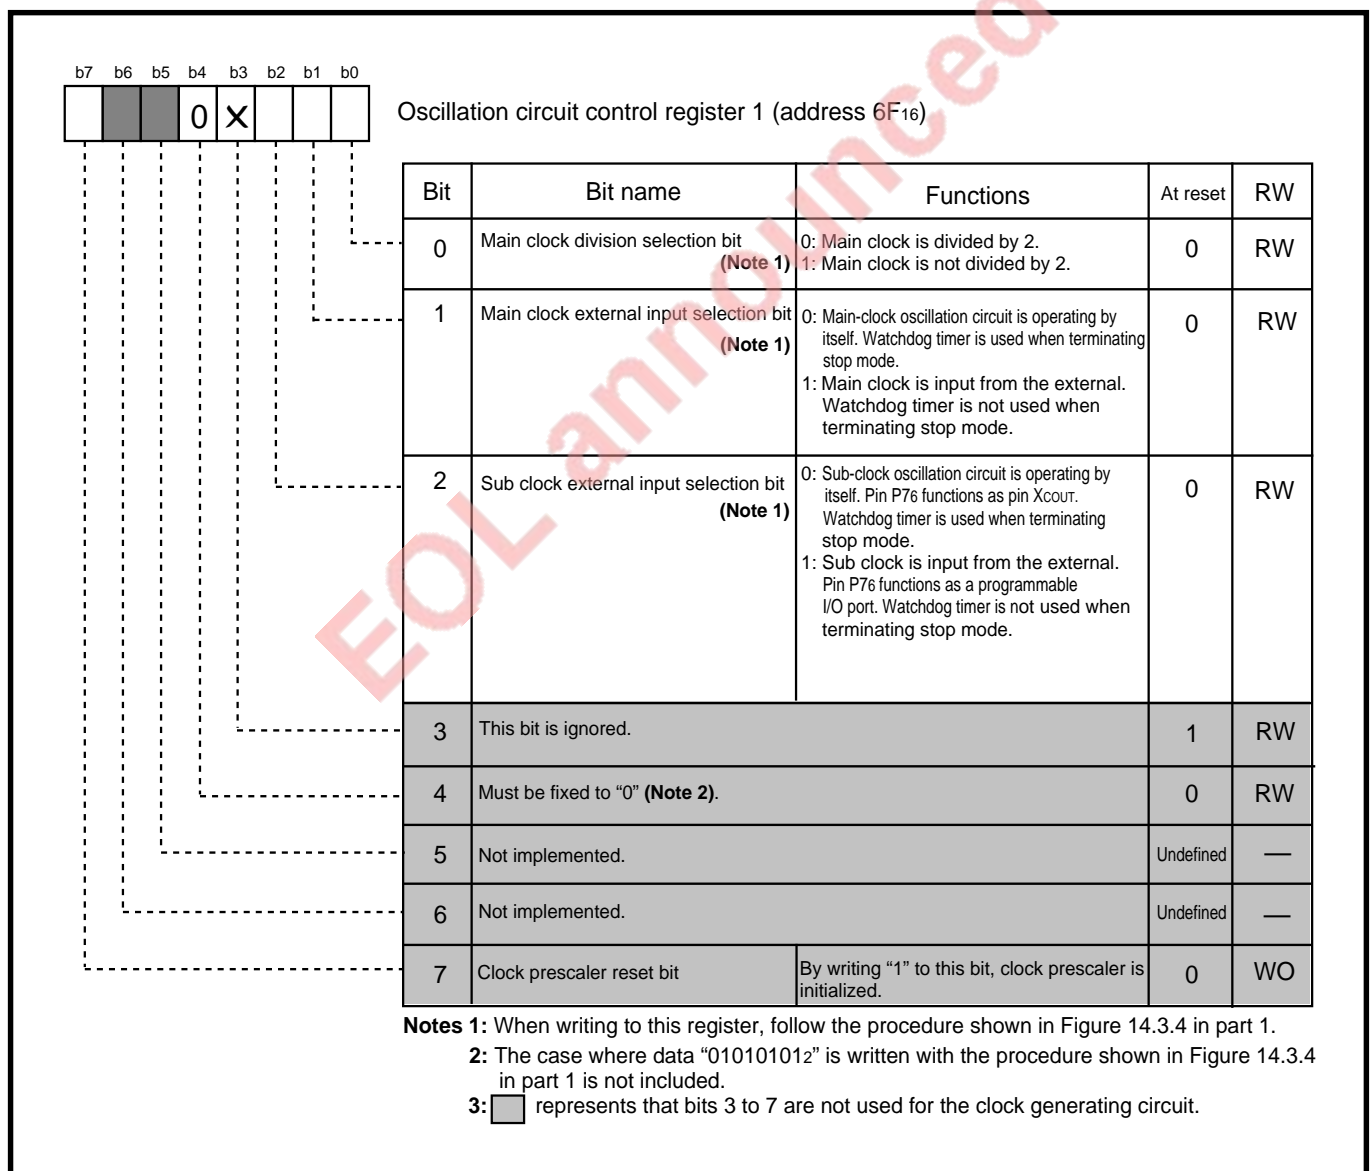 b7 b6 b5 b4 b3 b2 b1 b0
0 X
Oscillation circuit control register 1 (address 6F16)
Bit Bit name Functions At reset RW
0 Main clock division selection bit (Note 1) 0: Main clock is divided by 2. 0 RW
1: Main clock is not divided by 2.
1 Main clock external input selection bit (Note 1) 0: Main-clock oscillation circuit is operating by 0 RW
itself. Watchdog timer is used when terminating
stop mode.
1: Main clock is input from the external.
Watchdog timer is not used when
terminating stop mode.
2 Sub clock external input selection bit (Note 1) 0: Sub-clock oscillation circuit is operating by 0 RW
itself. Pin P76 functions as pin XCOUT.
Watchdog timer is used when terminating
stop mode.
1: Sub clock is input from the external.
Pin P76 functions as a programmable
I/O port. Watchdog timer is not used when
terminating stop mode.
3 This bit is ignored. 1 RW
4 Must be fixed to “0” (Note 2). 0 RW
5 Not implemented. Undefined —
6 Not implemented. Undefined —
7 Clock prescaler reset bit By writing “1” to this bit, clock prescaler is 0 WO
initialized.
Notes 1: When writing to this register, follow the procedure shown in Figure 14.3.4 in part 1.
2: The case where data “010101012” is written with the procedure shown in Figure 14.3.4
in part 1 is not included.
3: represents that bits 3 to 7 are not used for the clock generating circuit.
EOL announced